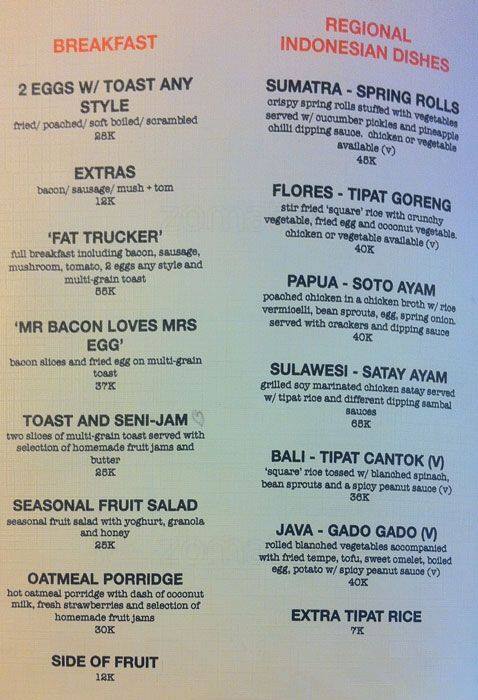 BREAKFAST
2 EGGS W/ TOAST ANY
STYLE
fried/ poached/ soft boiled/ scrambled
28K
EXTRAS
bacon/ sausage/ mush + tom
12K
'FAT TRUCKER'
full breakfast including bacon, sausage,
mushroom, tomato, 2 eggs any style and
multi-grain toast
55K
'MR BACON LOVES MRS
EGG'
bacon slices and fried egg on multi-grain
toast
37K
TOAST AND SENI-JAM
two slices of multi-grain toast served with
selection of homemade fruit jams and
butter
25K
SEASONAL FRUIT SALAD
seasonal fruit salad with yoghurt, granola
and honey
25K
OATMEAL PORRIDGE
hot oatmeal porridge with dash of coconut
milk, fresh strawberries and selection of
homemade fruit jams
30K
SIDE OF FRUIT
12K
REGIONAL
INDONESIAN DISHES
SUMATRA - SPRING ROLLS
crispy spring rolls stuffed with vegetables
served w/ cucumber pickles and pineapple
chilli dipping sauce. chicken or vegetable
available (v)
45K
FLORES - TIPAT GORENG
stir fried 'square' rice with crunchy
vegetable, fried egg and coconut vegetable.
chicken or vegetable available (v)
40K
PAPUA - SOTO AYAM
poached chicken in a chicken broth w/ rice
vermicelli, bean sprouts, egg, spring onion.
served with crackers and dipping sauce
40K
SULAWESI - SATAY AYAM
grilled soy marinated chicken satay served
w/ tipat rice and different dipping sambal
sauces
65K
BALI - TIPAT CANTOK (V)
'square' rice tossed w/ blanched spinach,
bean sprouts and a spicy peanut sauce (v)
36K
JAVA - GADO GADO (V)
rolled blanched vegetables accompanied
with fried tempe, tofu, sweet omelet, boiled
egg, potato w/ spicy peanut sauce (v)
40K
EXTRA TIPAT RICE
7K